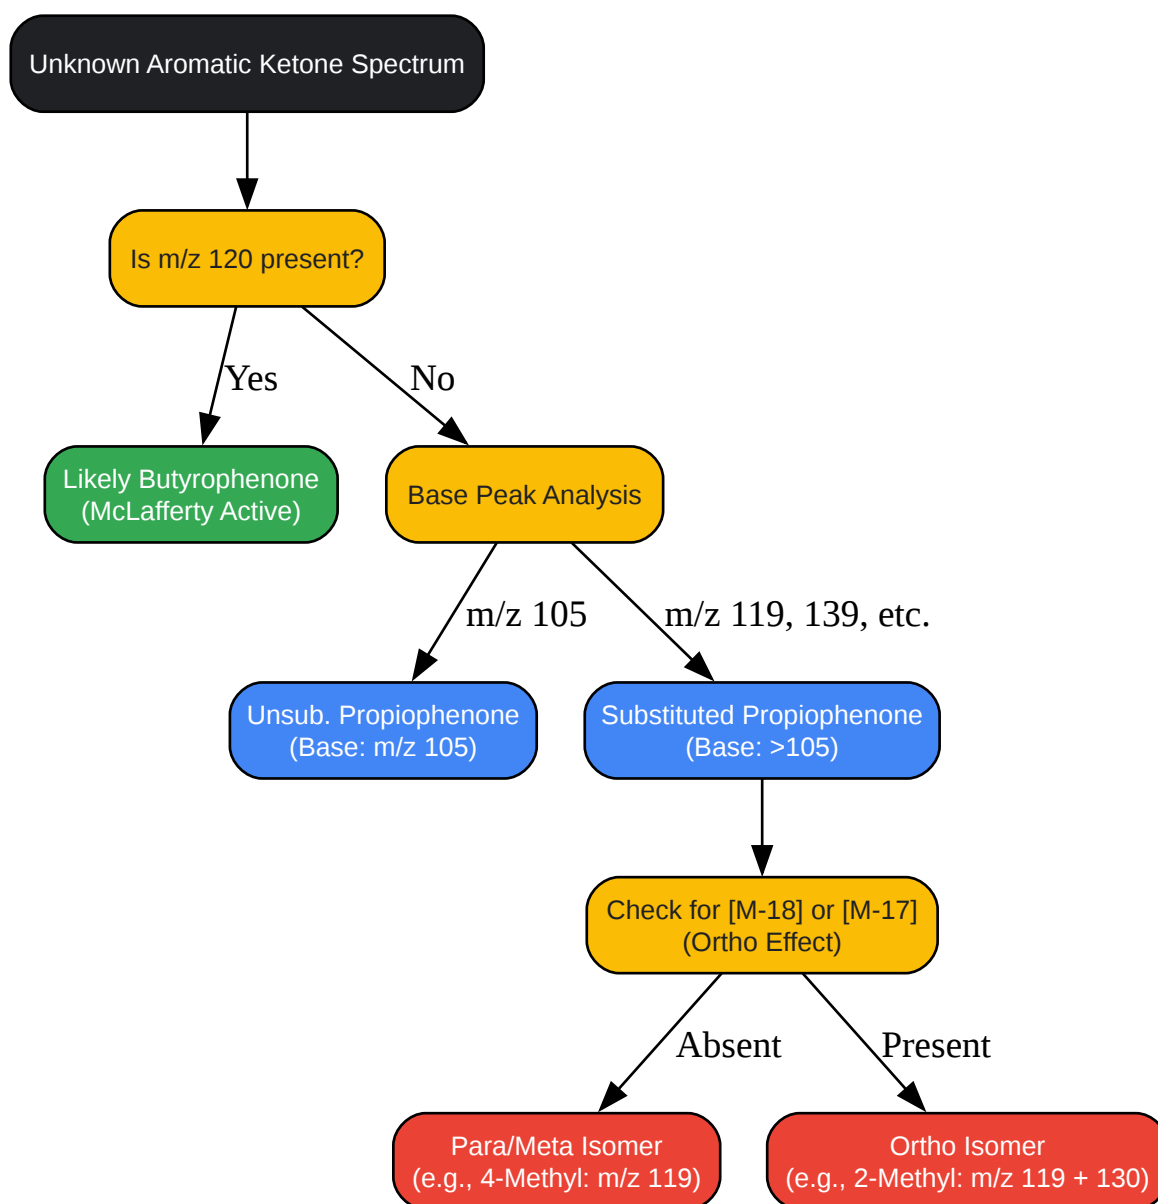 Unknown Aromatic Ketone Spectrum
Is m/z 120 present?
Yes
No
Likely Butyrophenone
(McLafferty Active)
Base Peak Analysis
m/z 105
m/z 119, 139, etc.
Unsub. Propiophenone
(Base: m/z 105)
Substituted Propiophenone
(Base: >105)
Check for [M-18] or [M-17]
(Ortho Effect)
Absent
Present
Para/Meta Isomer
(e.g., 4-Methyl: m/z 119)
Ortho Isomer
(e.g., 2-Methyl: m/z 119 + 130)